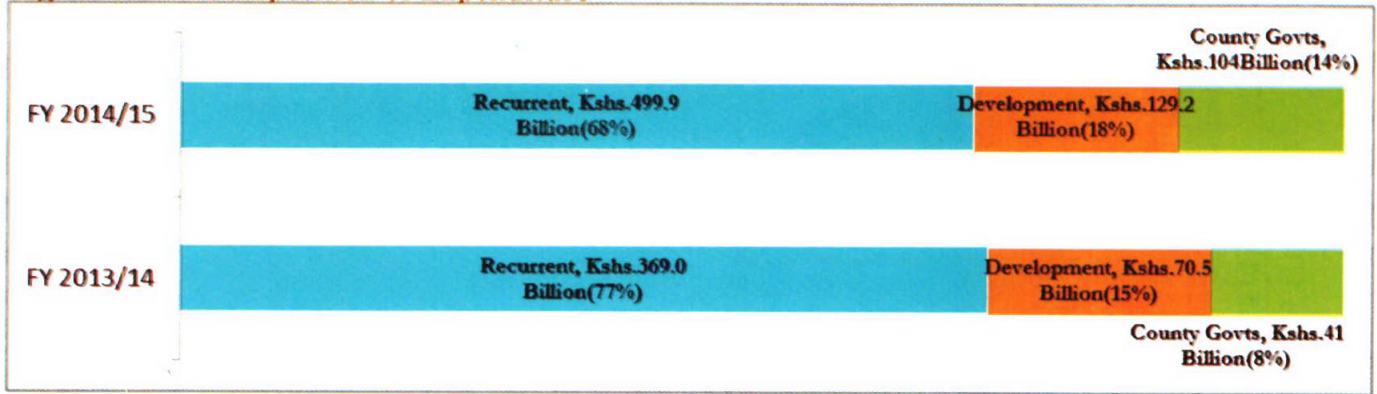 County Govts,
Kshs.104Billion(14%)
FY 2014/15
Recurrent, Kshs.499.9
Billion(68%)
Development, Kshs.129.2
Billion(18%)
FY 2013/14
Recurrent, Kshs.369.0
Billion(77%)
Development, Kshs.70.5
Billion(15%)
County Govts, Kshs.41
Billion(8%)